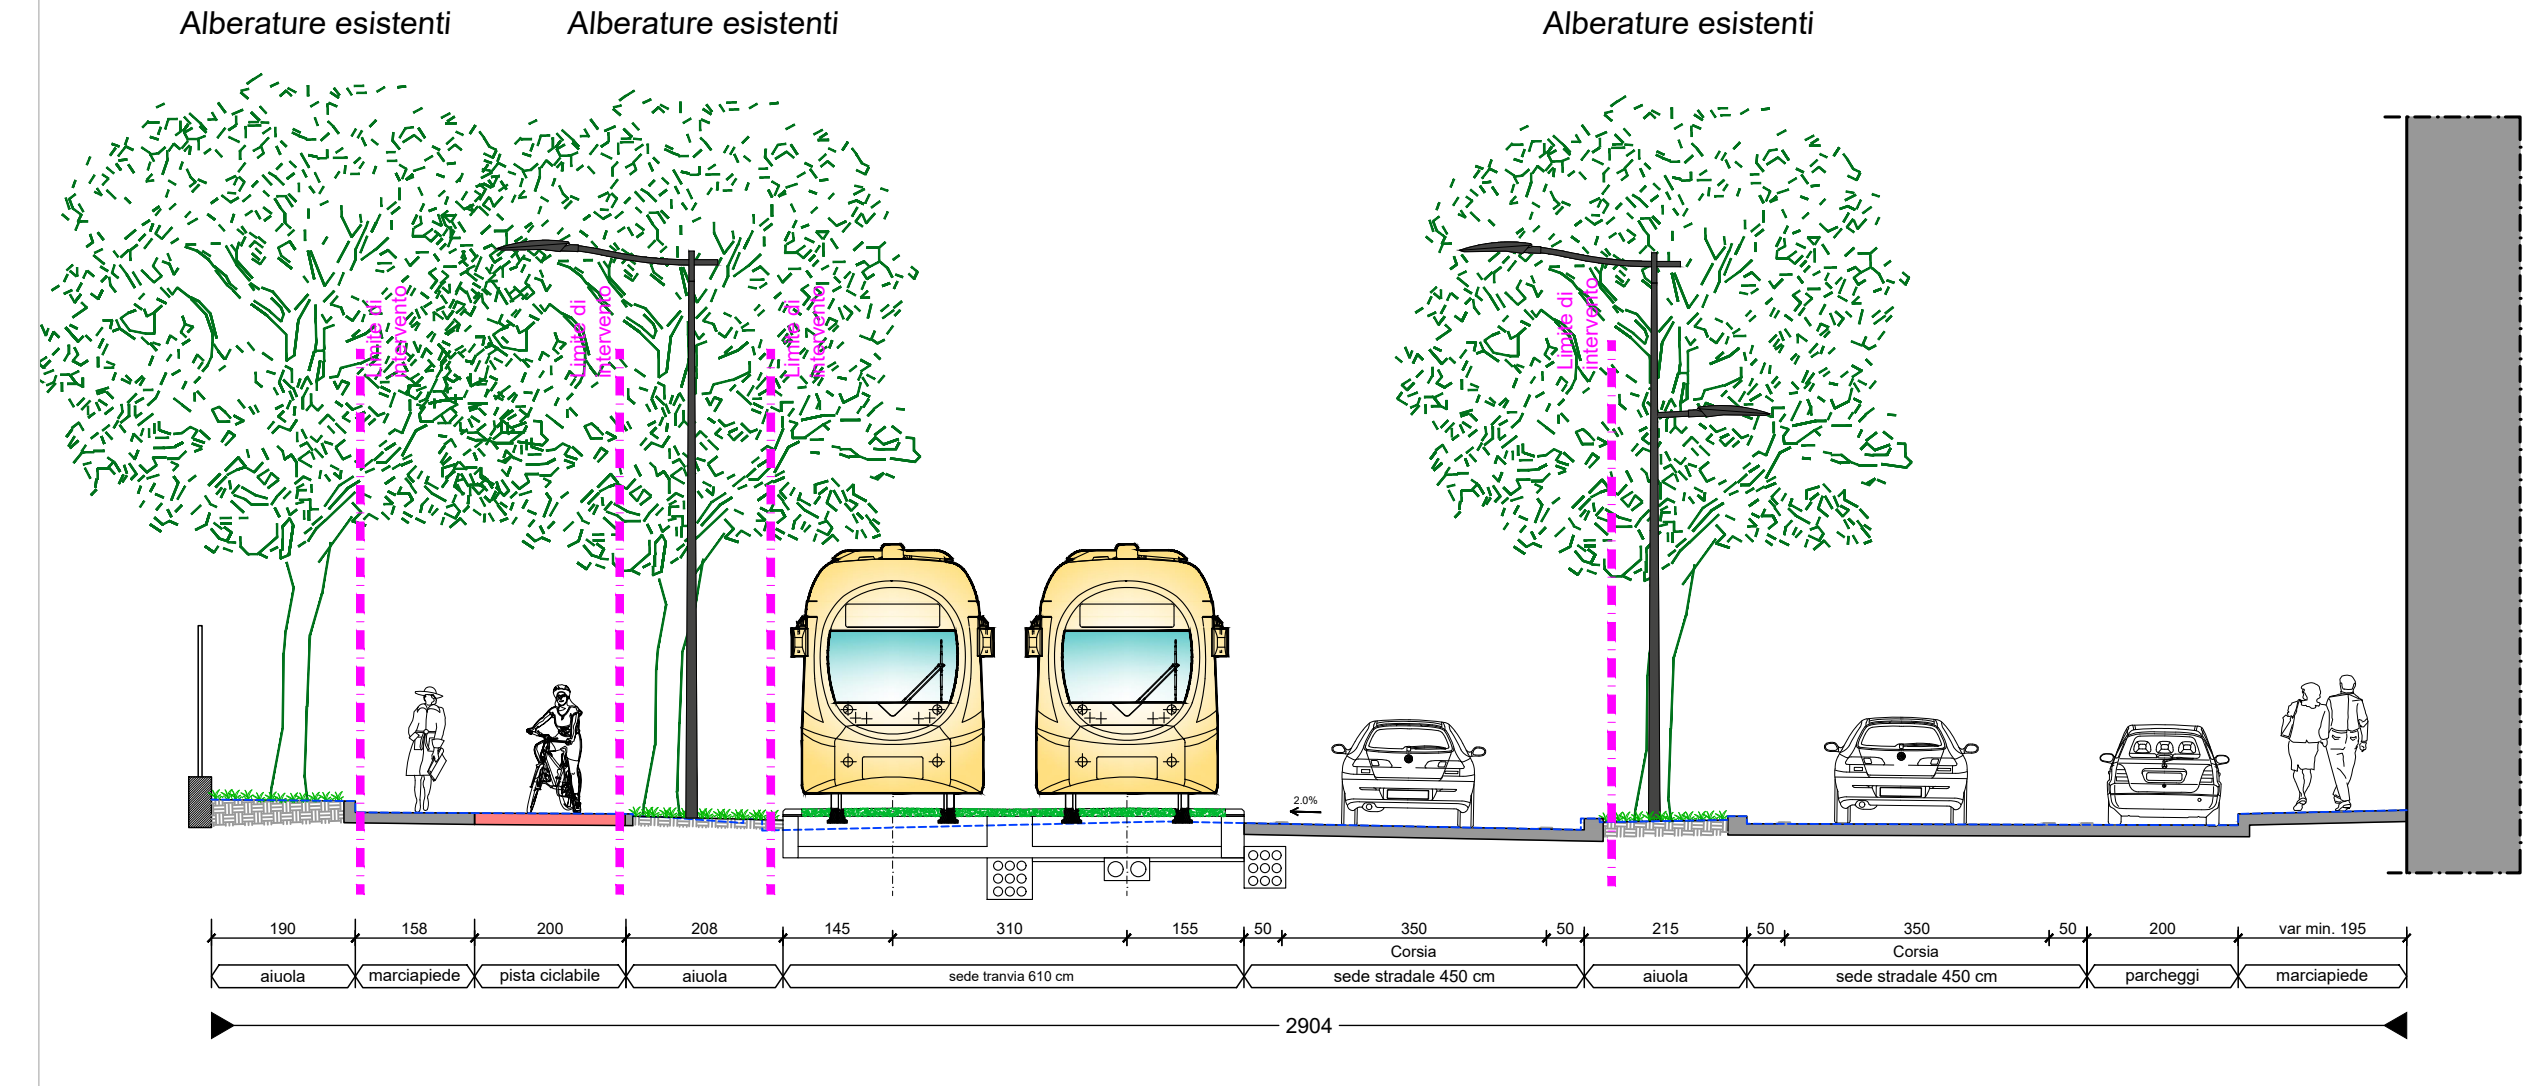 Alberature esistenti
Alberature esistenti
Alberature esistenti
Limite di
intervento
Limite di
intervento
Limite di
intervento
Limite di
intervento
2.0%
190
158
200
208
145
310
155
50
350
50
215
50
350
50
200
var min. 195
Corsia
Corsia
aiuola
marciapiede
pista ciclabile
aiuola
sede tranvia 610 cm
sede stradale 450 cm
aiuola
sede stradale 450 cm
parcheggi
marciapiede
2904